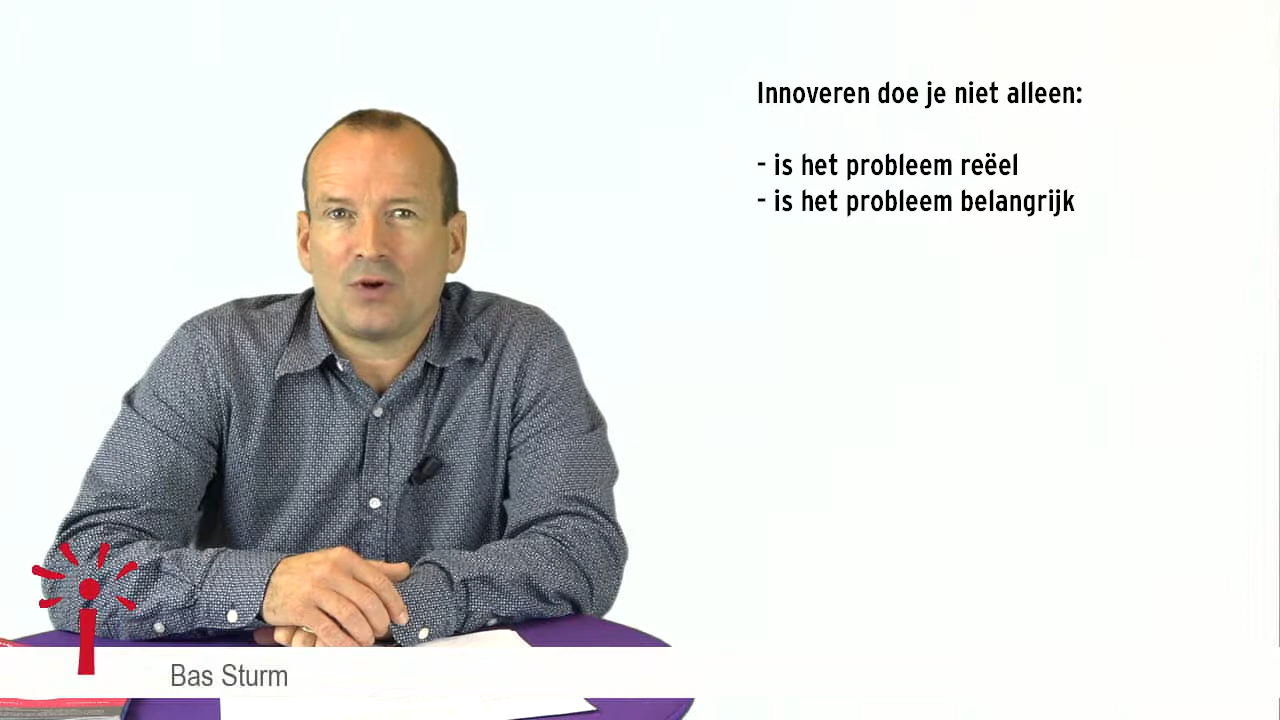 Innoveren doe je niet alleen:
- is het probleem reëel
- is het probleem belangrijk
Bas Sturm